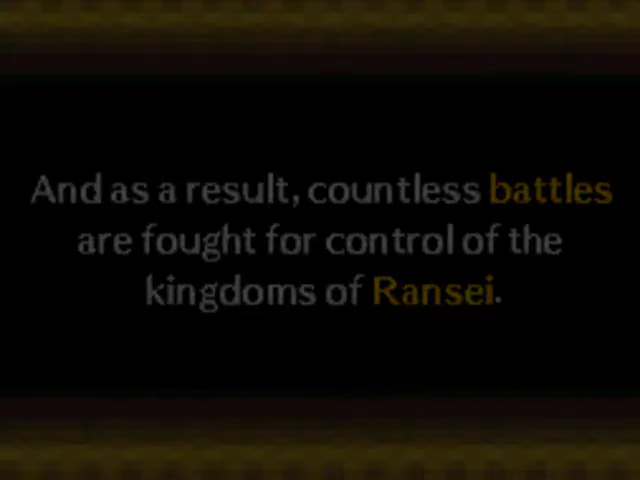 And as a result, countless battles
are fought for control of the
kingdoms of Ransei.